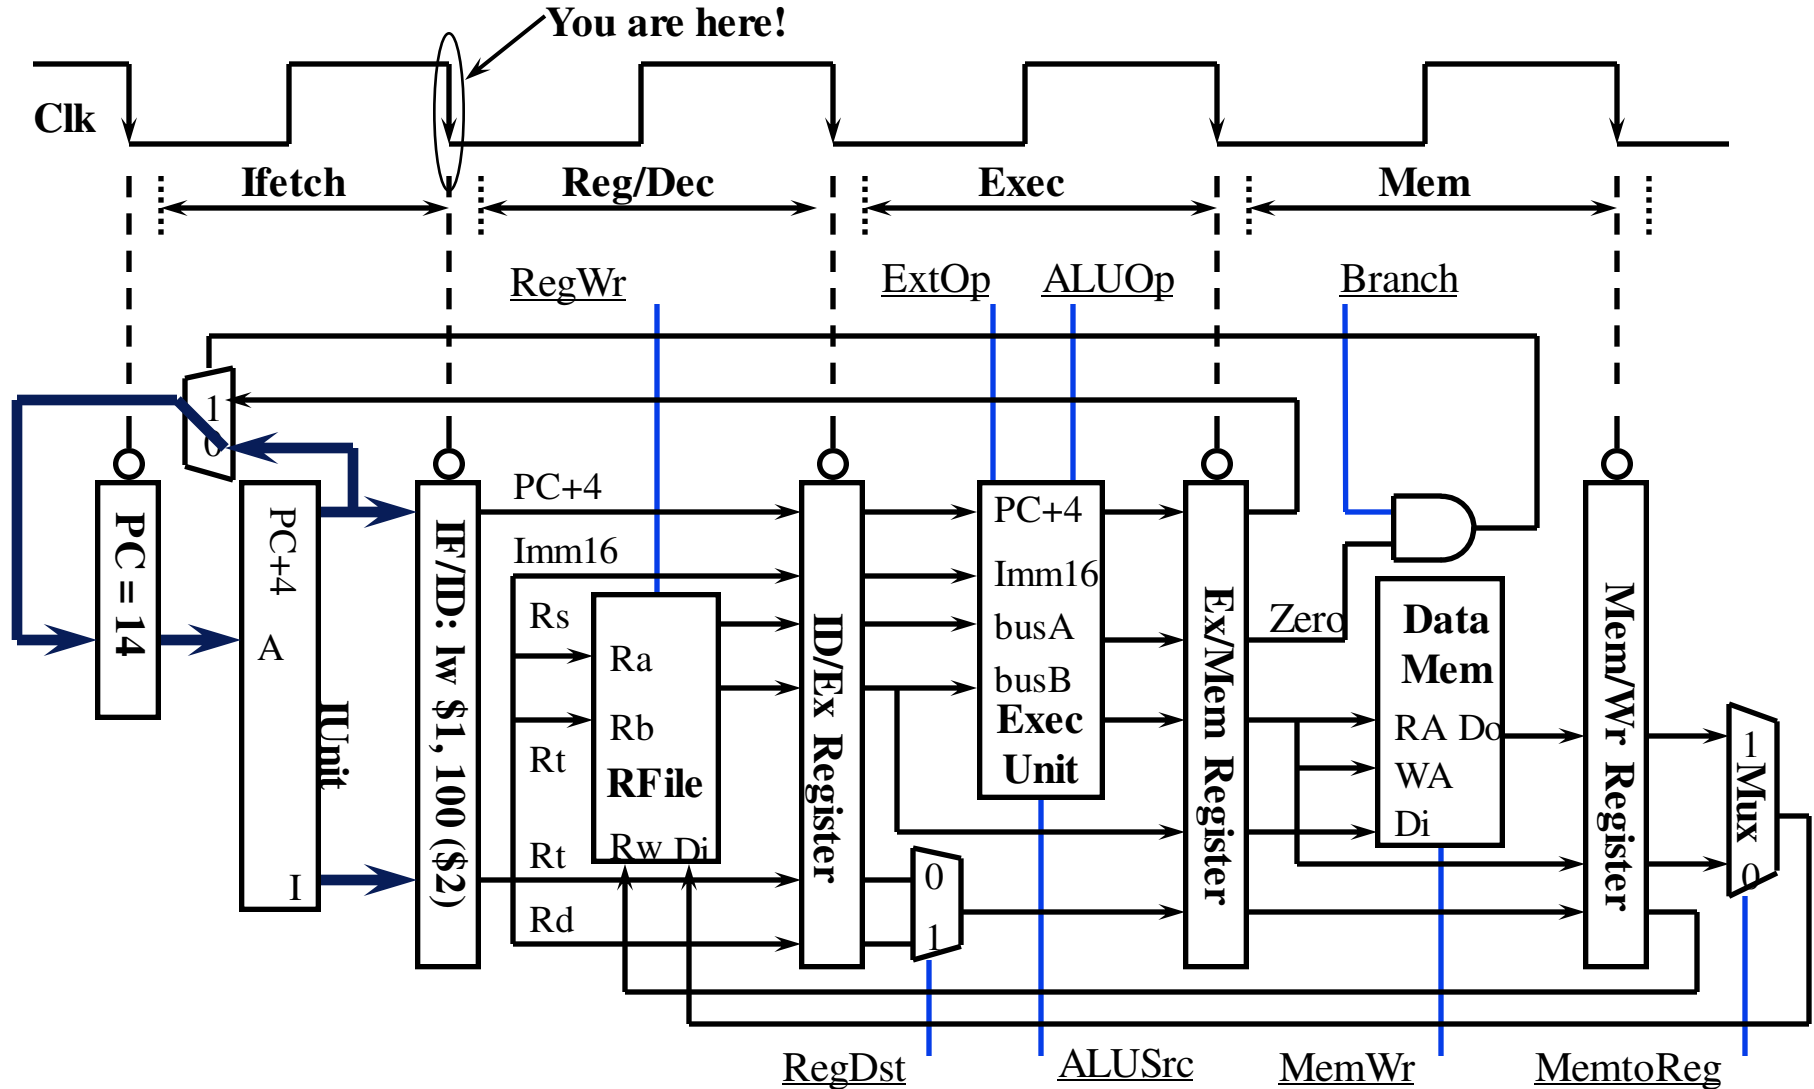 You are here!
Clk
Ifetch
Reg/Dec
Exec
Mem
RegWr
ExtOp
ALUOp
Branch
1
0
PC = 14
PC+4
A
I
IUnit
IF/ID: lw $1, 100 ($2)
PC+4
Imm16
Rs
Rt
Rt
Rd
Ra
Rb
RFile
Rw Di
ID/Ex Register
0
1
PC+4
Imm16
busA
busB
Exec
Unit
Ex/Mem Register
Zero
Data
Mem
RA Do
WA
Di
Mem/Wr Register
1
Mux
0
RegDst
ALUSrc
MemWr
MemtoReg